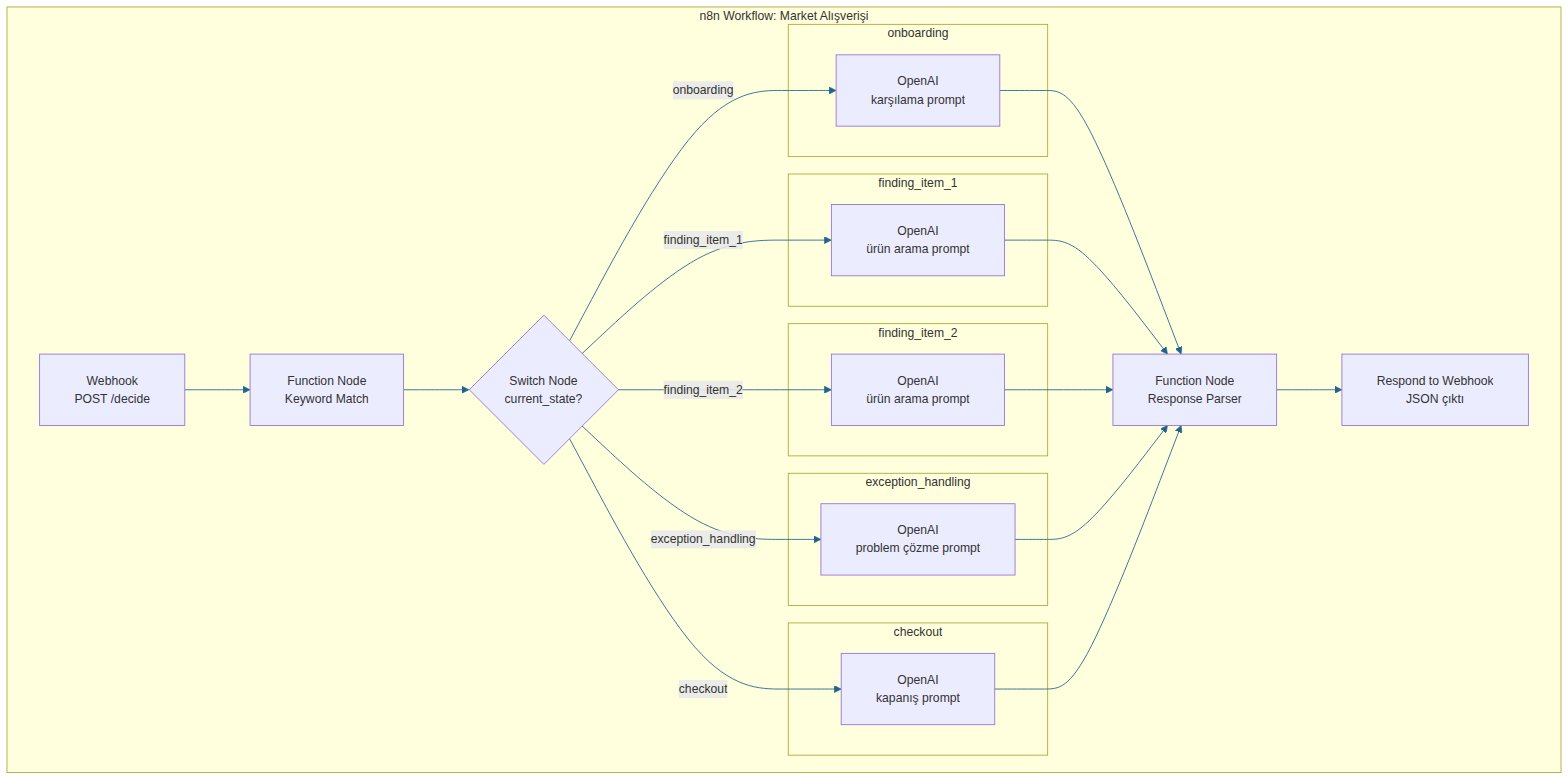 n8n Workflow: Market Alışverişi
Webhook
POST /decide
Function Node
Keyword Match
Switch Node
current_state?
onboarding
finding_item_1
finding_item_2
exception_handling
checkout
onboarding
OpenAI
karşılama prompt
finding_item_1
OpenAI
ürün arama prompt
finding_item_2
OpenAI
ürün arama prompt
exception_handling
OpenAI
problem çözme prompt
checkout
OpenAI
kapanış prompt
Function Node
Response Parser
Respond to Webhook
JSON çıktı